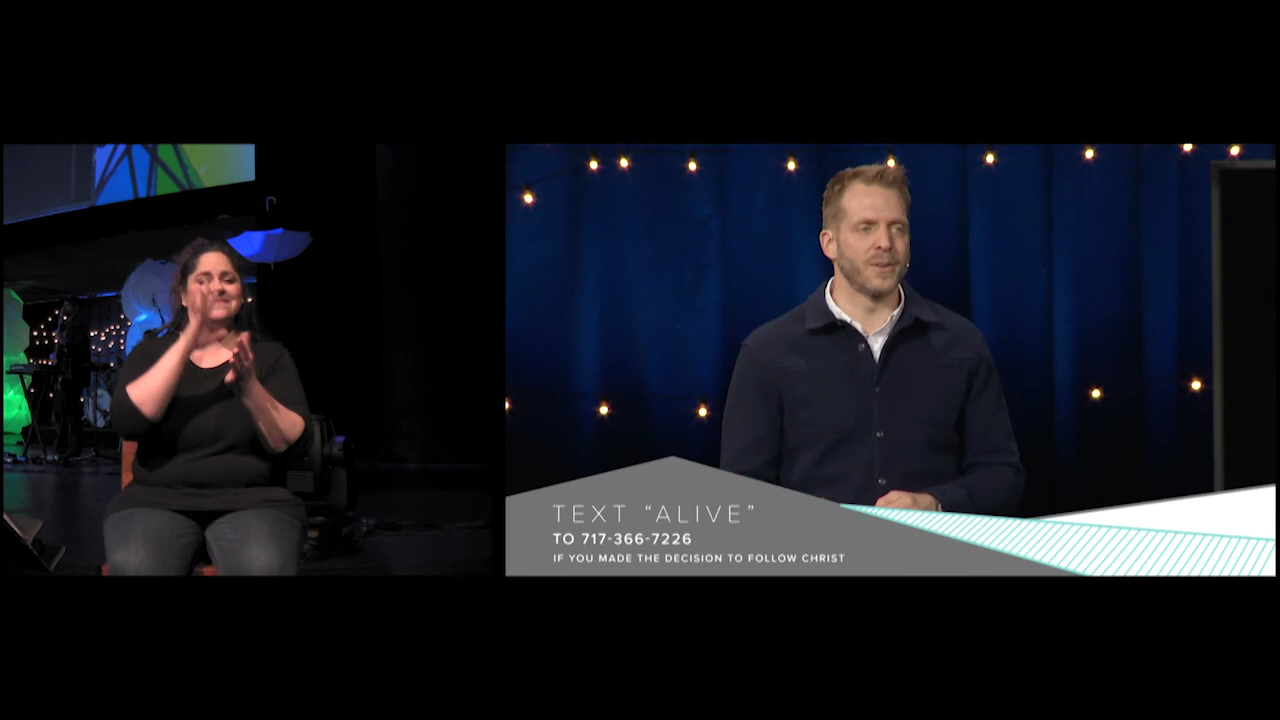 TEXT “ALIVE”
TO 717-366-7226
IF YOU MADE THE DECISION TO FOLLOW CHRIST